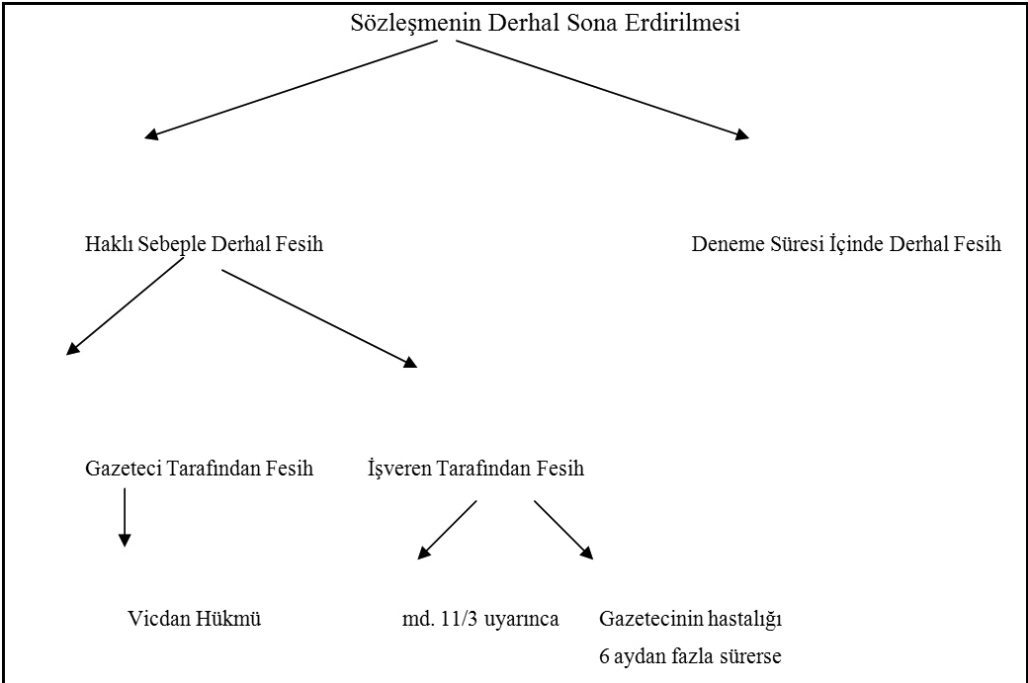 Sözleşmenin Derhal Sona Erdirilmesi
Haklı Sebeple Derhal Fesih
Deneme Süresi İçinde Derhal Fesih
Gazeteci Tarafından Fesih
İşveren Tarafından Fesih
Vicdan Hükmü
md. 11/3 uyarınca
Gazetecinin hastalığı
6 aydan fazla sürerse